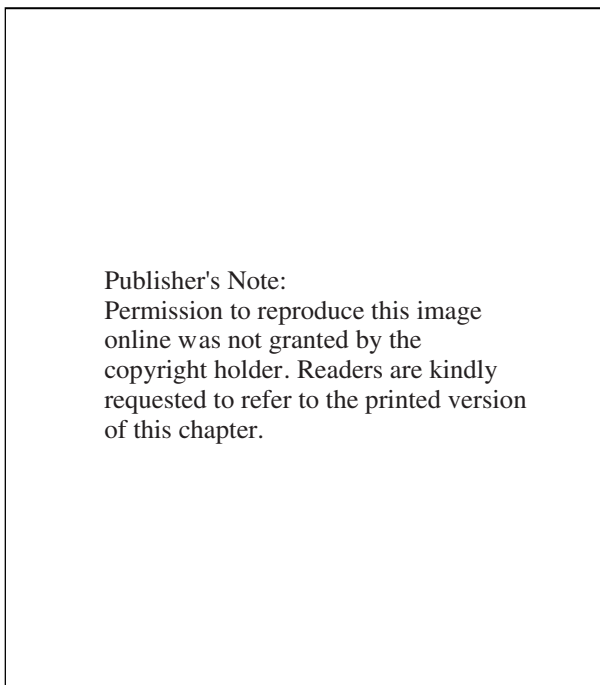 Publisher's Note:
Permission to reproduce this image
online was not granted by the
copyright holder. Readers are kindly
requested to refer to the printed version
of this chapter.